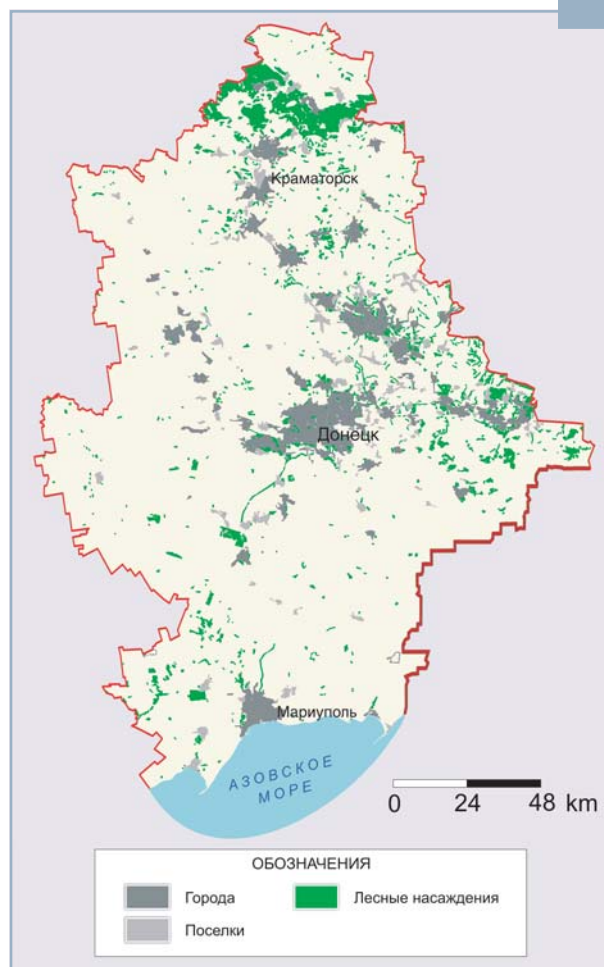 Краматорск
Донецк
Мариуполь
АЗОВСКОЕ
МОРЕ
0 24 48 km
ОБОЗНАЧЕНИЯ
Города
Лесные насаждения
Поселки